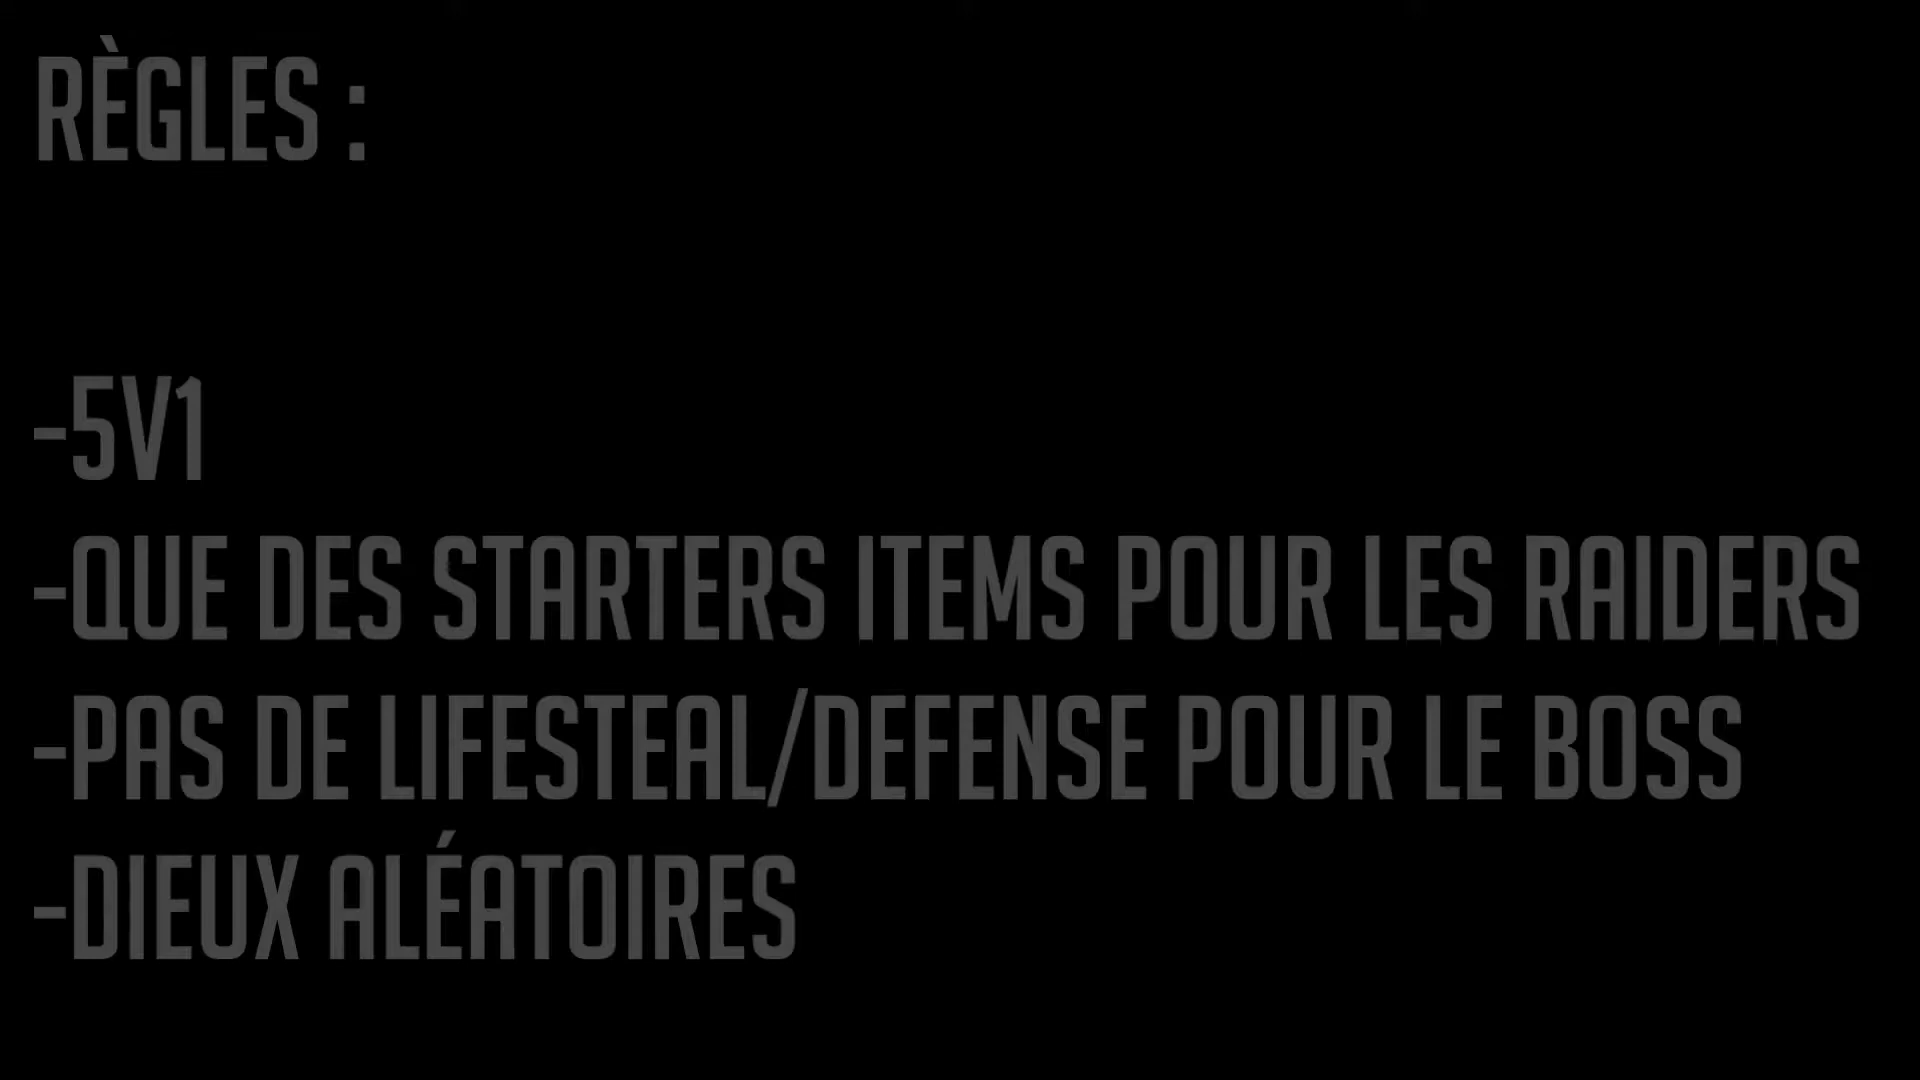 RÈGLES :
-5V1
-QUE DES STARTERS ITEMS POUR LES RAIDERS
-PAS DE LIFESTEAL/DEFENSE POUR LE BOSS
-DIEUX ALÉATOIRES